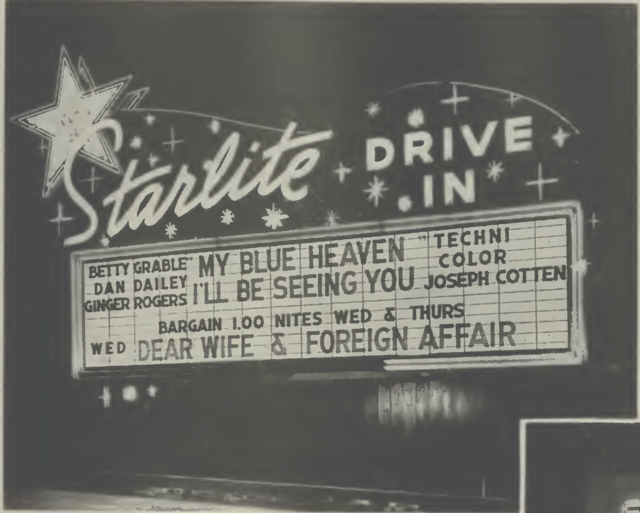 Starlite DRIVE
IN
BETTY GRABLE "MY BLUE HEAVEN" TECHNI
DAN DAILEY COLOR
GINGER ROGERS I'LL BE SEEING YOU JOSEPH COTTEN
BARGAIN 1.00 NITES WED & THURS
WED DEAR WIFE & FOREIGN AFFAIR